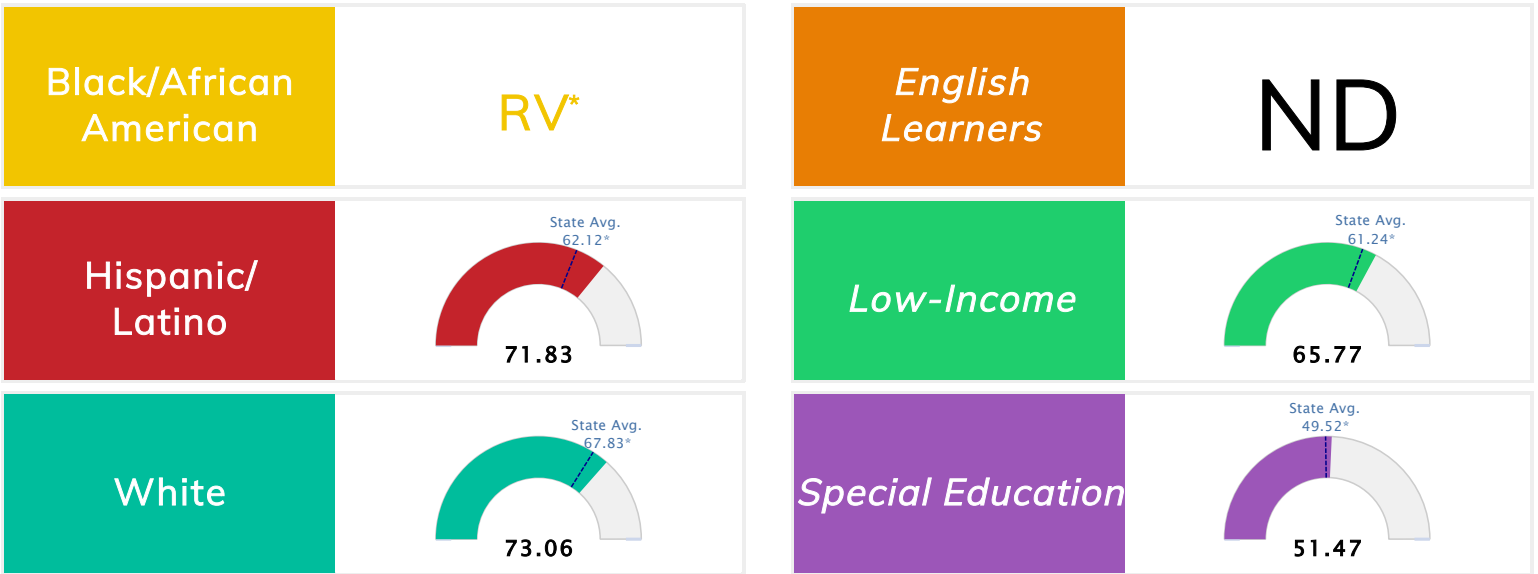 Black/African
American
RV*
English
Learners
ND
Hispanic/
Latino
State Avg.
62.12*
71.83
Low-Income
State Avg.
61.24*
65.77
White
State Avg.
67.83*
73.06
Special Education
State Avg.
49.52*
51.47